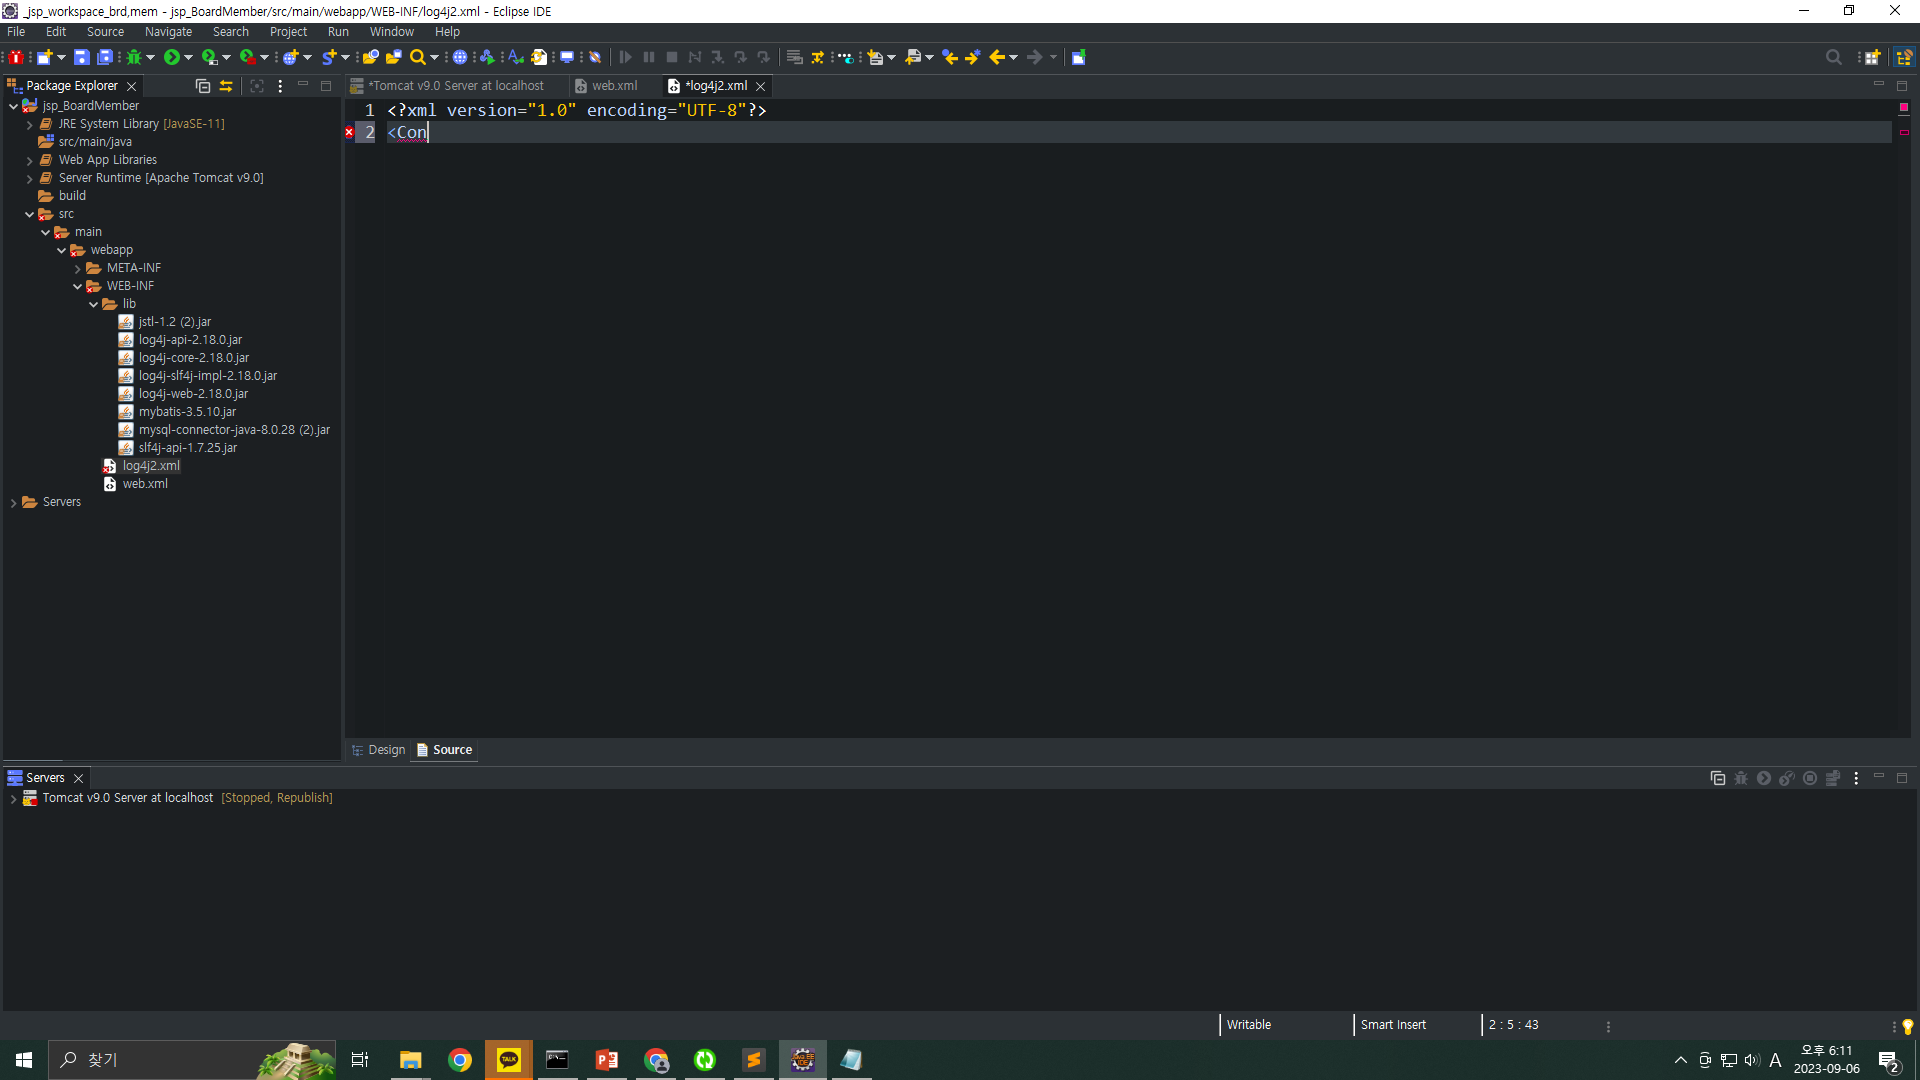 _jsp_workspace_brd,mem - jsp_BoardMember/src/main/webapp/WEB-INF/log4j2.xml - Eclipse IDE
File Edit Source Navigate Search Project Run Window Help
Package Explorer
*Tomcat v9.0 Server at localhost web.xml *log4j2.xml
jsp_BoardMember
JRE System Library [JavaSE-11]
src/main/java
Web App Libraries
Server Runtime [Apache Tomcat v9.0]
build
src
main
webapp
META-INF
WEB-INF
lib
jstl-1.2 (2).jar
log4j-api-2.18.0.jar
log4j-core-2.18.0.jar
log4j-slf4j-impl-2.18.0.jar
log4j-web-2.18.0.jar
mybatis-3.5.10.jar
mysql-connector-java-8.0.28 (2).jar
slf4j-api-1.7.25.jar
log4j2.xml
web.xml
Servers
1 <?xml version="1.0" encoding="UTF-8"?>
2 <Con
Design Source
Servers
Tomcat v9.0 Server at localhost [Stopped, Republish]
Writable Smart Insert 2 : 5 : 43
찾기
TALK
A
오후 6:11
2023-09-06
2